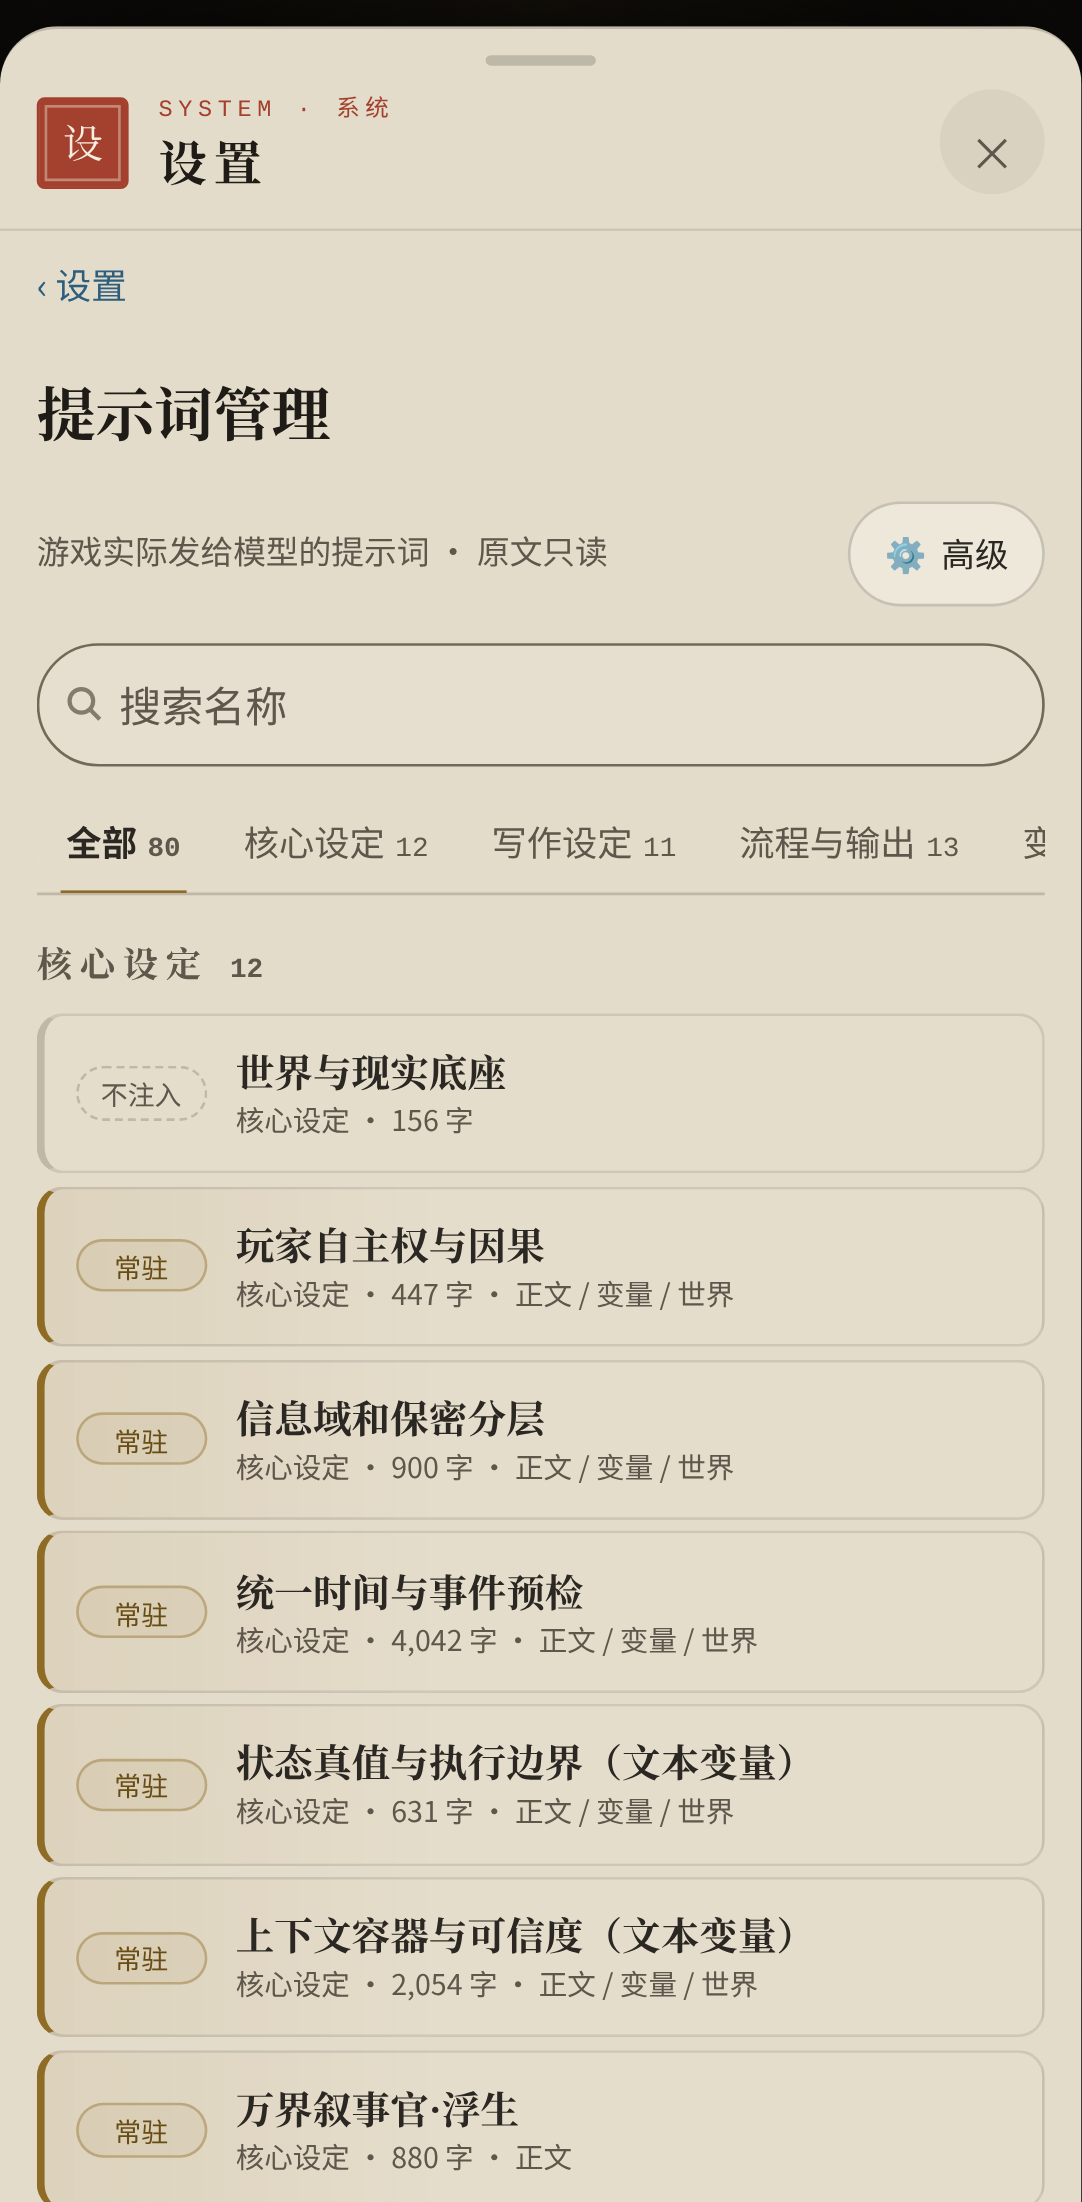 设
SYSTEM · 系统
设置
‹ 设置
提示词管理
游戏实际发给模型的提示词 · 原文只读
高级
搜索名称
全部 80 核心设定 12 写作设定 11 流程与输出 13
核心设定 12
不注入
世界与现实底座
核心设定 · 156 字
常驻
玩家自主权与因果
核心设定 · 447 字 · 正文 / 变量 / 世界
常驻
信息域和保密分层
核心设定 · 900 字 · 正文 / 变量 / 世界
常驻
统一时间与事件预检
核心设定 · 4,042 字 · 正文 / 变量 / 世界
常驻
状态真值与执行边界（文本变量）
核心设定 · 631 字 · 正文 / 变量 / 世界
常驻
上下文容器与可信度（文本变量）
核心设定 · 2,054 字 · 正文 / 变量 / 世界
常驻
万界叙事官·浮生
核心设定 · 880 字 · 正文